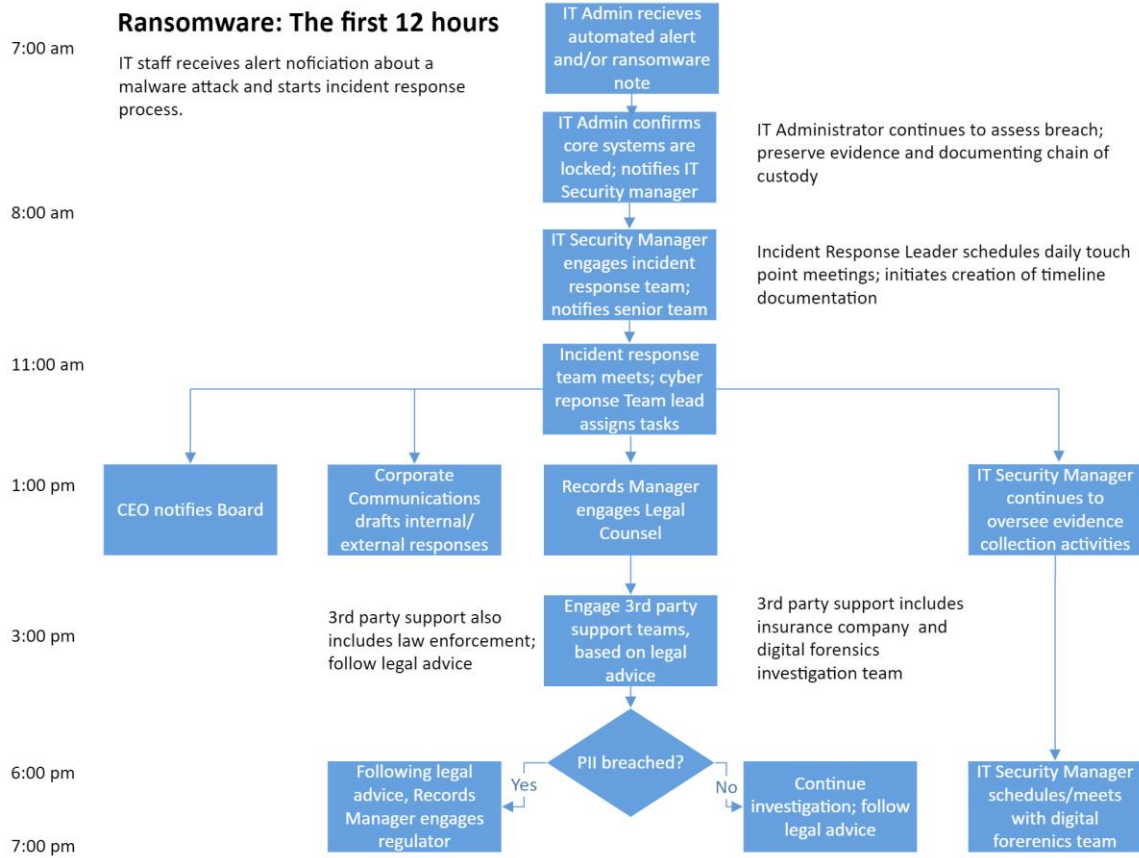 Ransomware: The first 12 hours
IT staff receives alert noficiation about a
malware attack and starts incident response
process.
7:00 am
IT Admin recieves
automated alert
and/or ransomware
note
IT Admin confirms
core systems are
locked; notifies IT
Security manager
IT Administrator continues to assess breach;
preserve evidence and documenting chain of
custody
8:00 am
IT Security Manager
engages incident
response team;
notifies senior team
Incident Response Leader schedules daily touch
point meetings; initiates creation of timeline
documentation
11:00 am
Incident response
team meets; cyber
reponse Team lead
assigns tasks
1:00 pm
CEO notifies Board
Corporate
Communications
drafts internal/
external responses
Records Manager
engages Legal
Counsel
IT Security Manager
continues to
oversee evidence
collection activities
3:00 pm
3rd party support also
includes law enforcement;
follow legal advice
Engage 3rd party
support teams,
based on legal
advice
3rd party support includes
insurance company and
digital forensics
investigation team
PII breached?
Yes
No
6:00 pm
Following legal
advice, Records
Manager engages
regulator
Continue
investigation; follow
legal advice
IT Security Manager
schedules/meets
with digital
forerenics team
7:00 pm